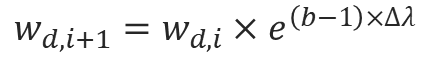 w_{d,i+1} = w_{d,i} × e^{(b−1)×Δλ}